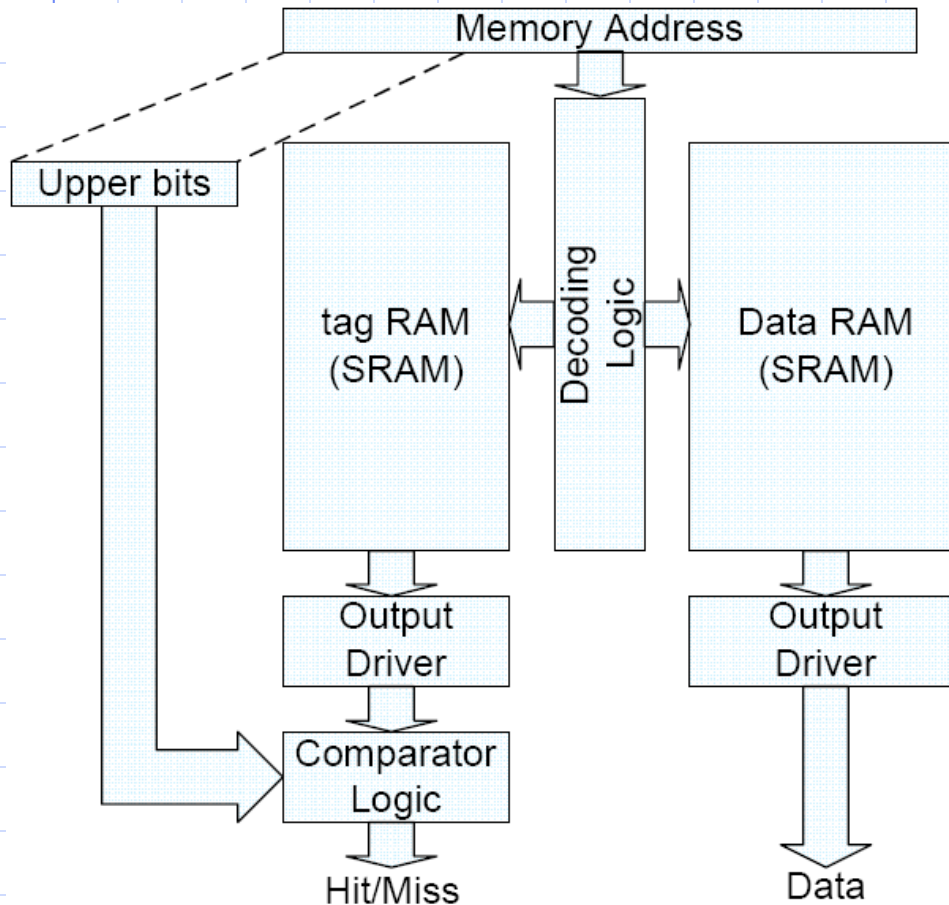 Memory Address
Upper bits
tag RAM
(SRAM)
Decoding
Logic
Data RAM
(SRAM)
Output
Driver
Output
Driver
Comparator
Logic
Hit/Miss
Data